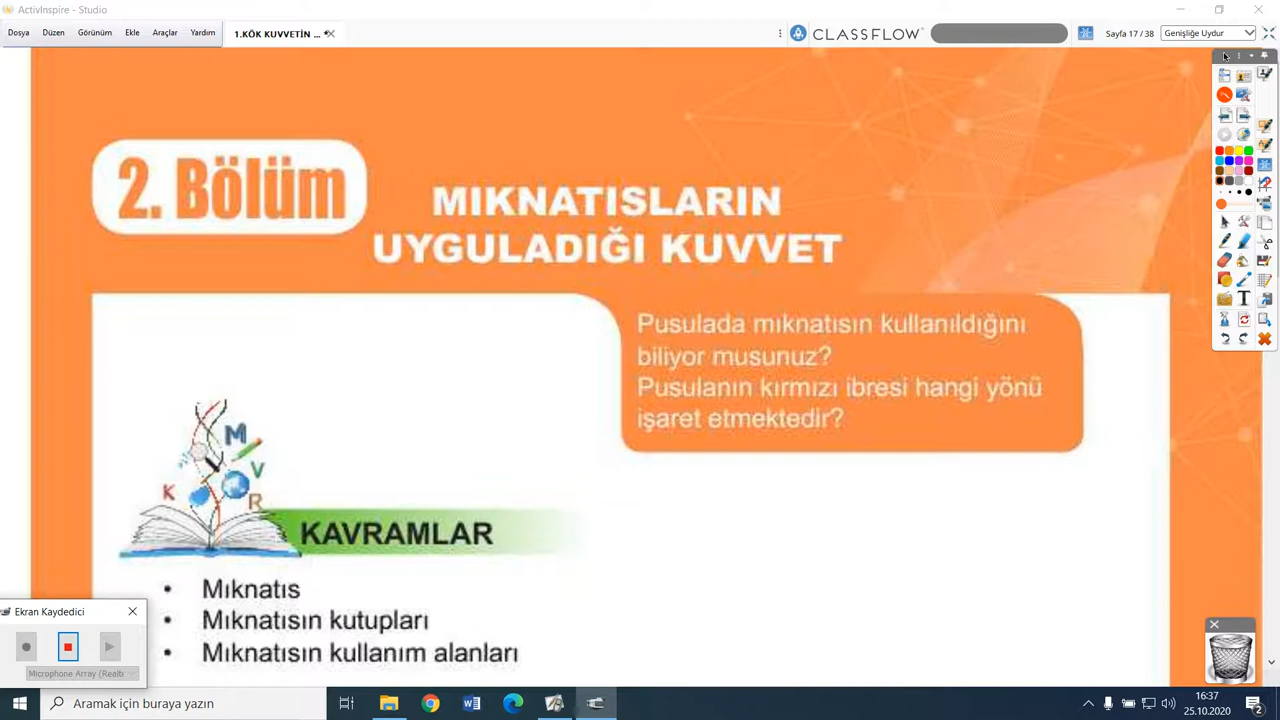 ActivInspire - Studio
Dosya Düzen Görünüm Ekle Araçlar Yardım
1.KÖK KUVVETİN ...
CLASSFLOW
Sayfa 17 / 38
Genişliğe Uydur
2. Bölüm
MIKNATISLARIN
UYGULADIĞI KUVVET
Pusulada mıknatısın kullanıldığını
biliyor musunuz?
Pusulanın kırmızı ibresi hangi yönü
işaret etmektedir?
M
V
K
R
KAVRAMLAR
• Mıknatıs
• Mıknatısın kutupları
• Mıknatısın kullanım alanları
Ekran Kaydedici
Microphone Array (Realt
Aramak için buraya yazın
16:37
25.10.2020
2